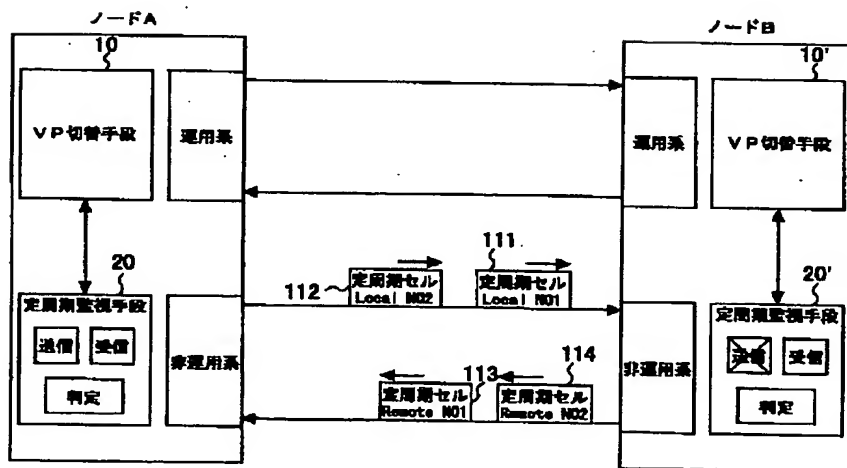 ノードA
10
VP切替手段
運用系
20
定周期監視手段
送信
受信
判定
非運用系
112
定周期セル
Local NO2
111
定周期セル
Local NO1
定周期セル
Remote NO1
113
114
定周期セル
Remote NO2
ノードB
10'
運用系
VP切替手段
20'
定周期監視手段
送信
受信
判定
非運用系